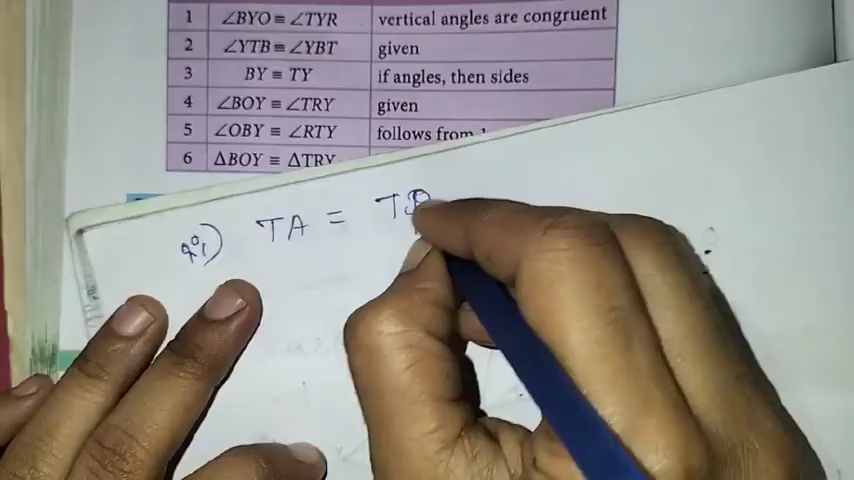 1 ∠BYO ≡ ∠TYR vertical angles are congruent
2 ∠YTB ≡ ∠YBT given
3 BY ≡ TY if angles, then sides
4 ∠BOY ≡ ∠TRY given
5 ∠OBY ≡ ∠RTY follows from
6 ΔBOY ≡ ΔTRY
TA =